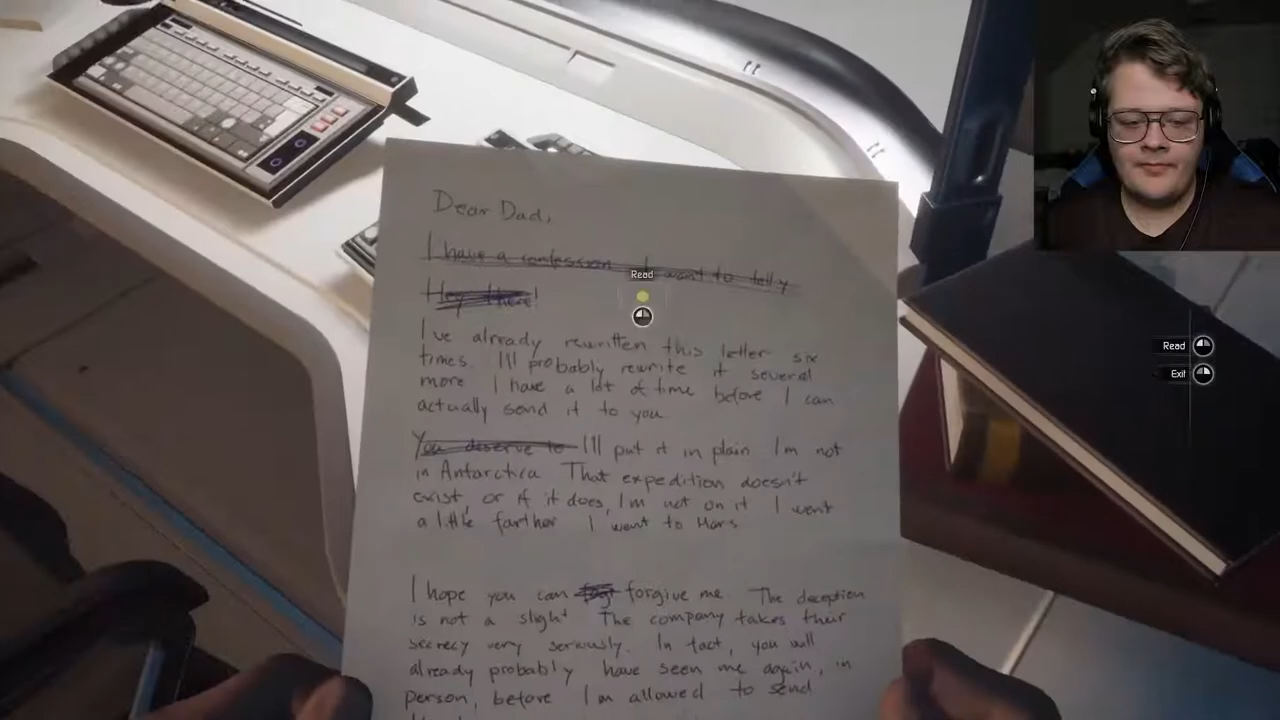 Dear Dad,
I have a confession I want to tell y
Read
Hey there!
I've already rewritten this letter six
times. I'll probably rewrite it several
more I have a lot of time before I can
actually send it to you
You deserve to I'll put it in plain I'm not
in Antarctica That expedition doesn't
exist, or if it does, I'm not on it I went
a little farther I went to Mars
I hope you can forgive me. The deception
is not a slight The company takes their
secrecy very seriously. In fact, you will
already probably have seen me again, in
person, before I'm allowed to send
Read
Exit